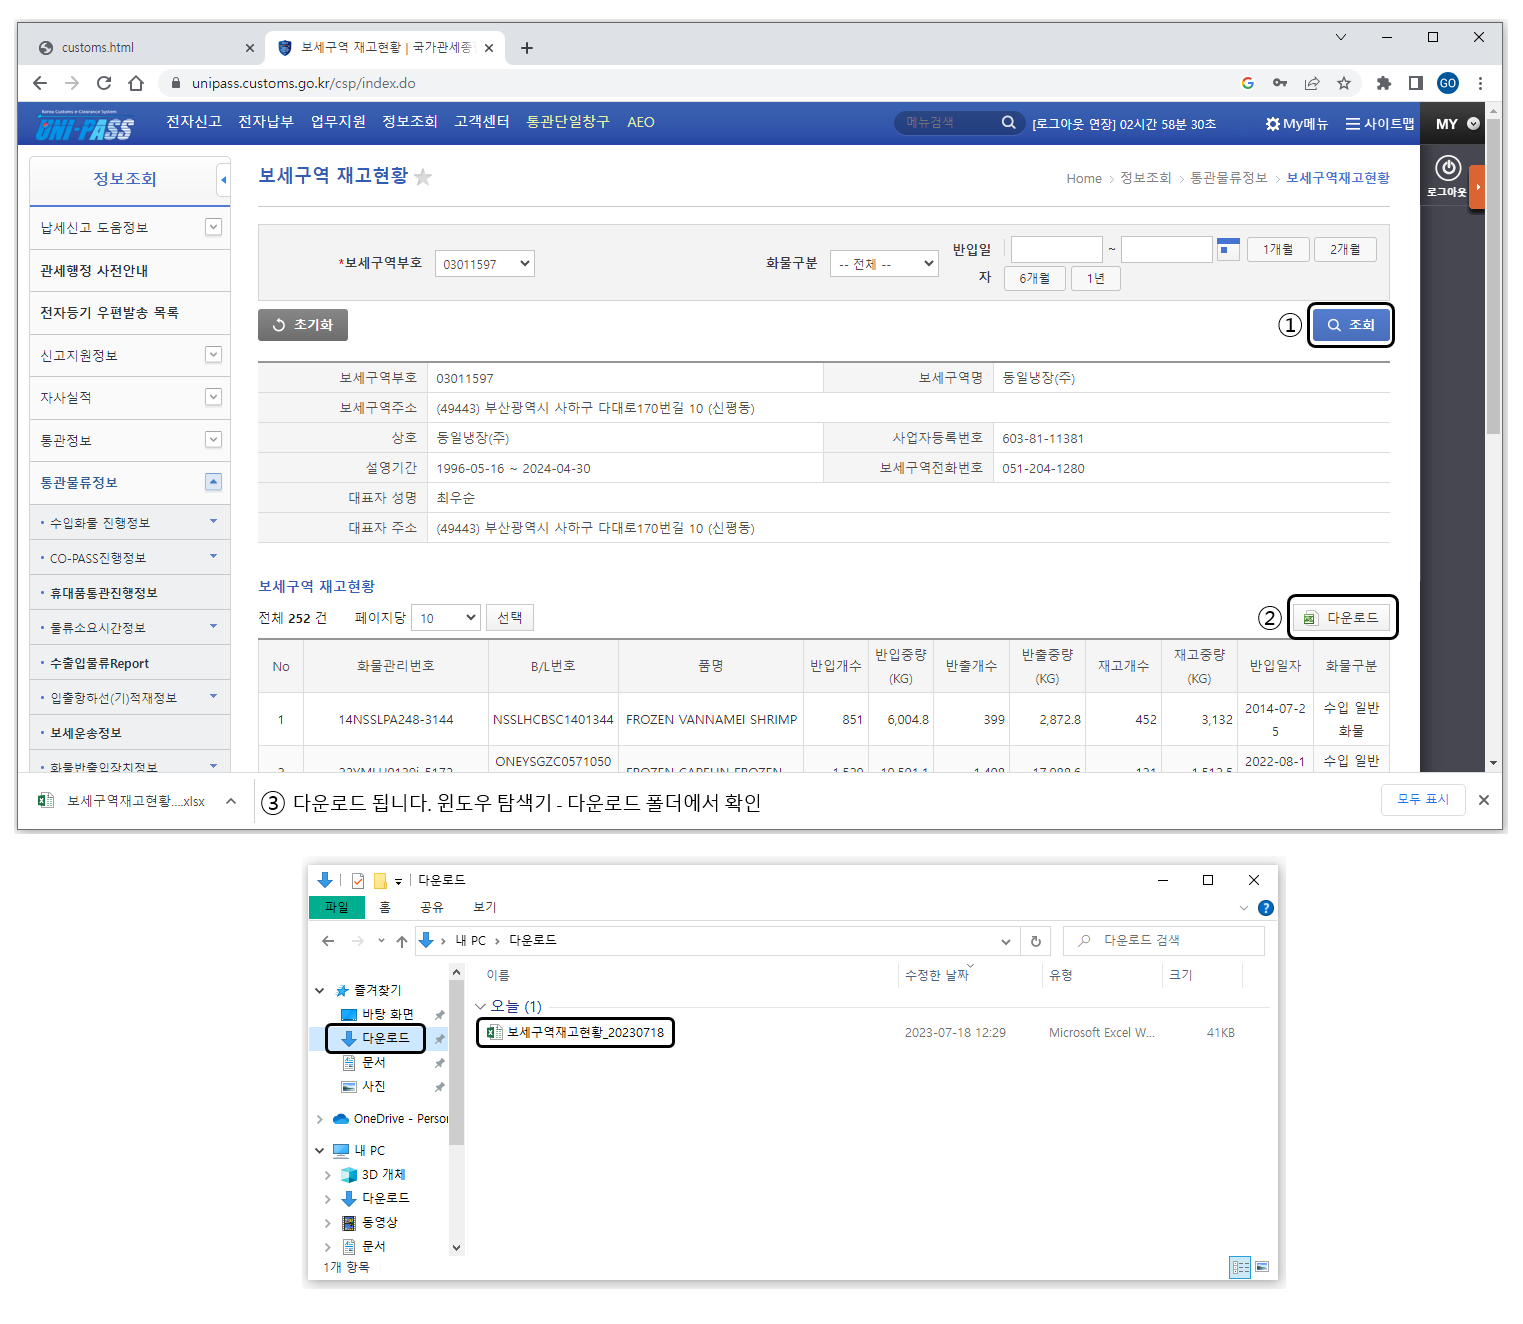 customs.html
보세구역 재고현황 | 국가관세종
unipass.customs.go.kr/csp/index.do
GO
Korea Customs e-Clearance System
UNI-PASS
전자신고 전자납부 업무지원 정보조회 고객센터 통관단일창구 AEO
메뉴검색
[로그아웃 연장] 02시간 58분 30초
My메뉴
사이트맵
MY
로그아웃
정보조회
납세신고 도움정보
관세행정 사전안내
전자등기 우편발송 목록
신고지원정보
자사실적
통관정보
통관물류정보
수입화물 진행정보
CO-PASS진행정보
휴대품통관진행정보
물류소요시간정보
수출입물류Report
입출항하선(기)적재정보
보세운송정보
화물반출입장치정보
보세구역 재고현황
Home > 정보조회 > 통관물류정보 > 보세구역재고현황
*보세구역부호 03011597
화물구분 -- 전체 --
반입일자 ~ 1개월 2개월
6개월 1년
초기화
① 조회
보세구역부호 03011597 보세구역명 동일냉장(주)
보세구역주소 (49443) 부산광역시 사하구 다대로170번길 10 (신평동)
상호 동일냉장(주) 사업자등록번호 603-81-11381
설영기간 1996-05-16 ~ 2024-04-30 보세구역전화번호 051-204-1280
대표자 성명 최우순
대표자 주소 (49443) 부산광역시 사하구 다대로170번길 10 (신평동)
보세구역 재고현황
전체 252 건 페이지당 10 선택
② 다운로드
No 화물관리번호 B/L번호 품명 반입개수 반입중량(KG) 반출개수 반출중량(KG) 재고개수 재고중량(KG) 반입일자 화물구분
1 14NSSLPA248-3144 NSSLHCBSC1401344 FROZEN VANNAMEI SHRIMP 851 6,004.8 399 2,872.8 452 3,132 2014-07-25 수입 일반화물
ONEYSGZC0571050 2022-08-1 수입 일반
보세구역재고현황....xlsx
③ 다운로드 됩니다. 윈도우 탐색기 - 다운로드 폴더에서 확인
모두 표시
다운로드
파일 홈 공유 보기
내 PC > 다운로드
다운로드 검색
이름 수정한 날짜 유형 크기
즐겨찾기
바탕 화면
다운로드
문서
사진
OneDrive - Person
내 PC
3D 개체
다운로드
동영상
문서
오늘 (1)
보세구역재고현황_20230718 2023-07-18 12:29 Microsoft Excel W... 41KB
1개 항목